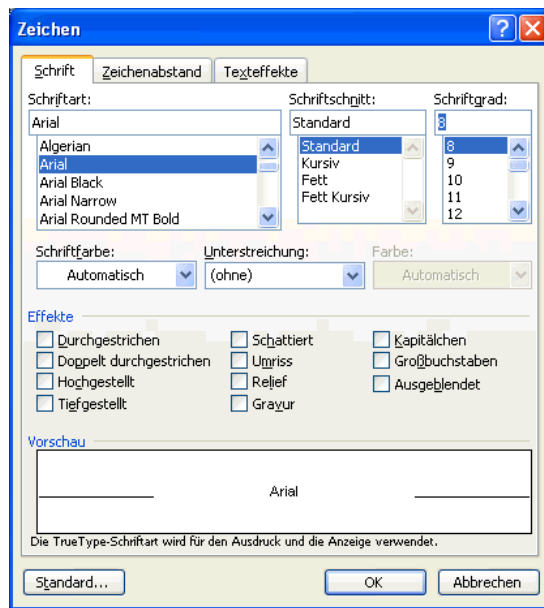 Zeichen
Schrift Zeichenabstand Texteffekte
Schriftart: Schriftschnitt: Schriftgrad:
Arial Standard 8
Algerian Standard 8
Arial Kursiv 9
Arial Black Fett 10
Arial Narrow Fett Kursiv 11
Arial Rounded MT Bold 12
Schriftfarbe: Unterstreichung: Farbe:
Automatisch (ohne) Automatisch
Effekte
Durchgestrichen Schattiert Kapitälchen
Doppelt durchgestrichen Umriss Großbuchstaben
Hochgestellt Relief Ausgeblendet
Tiefgestellt Gravur
Vorschau
Arial
Die TrueType-Schriftart wird für den Ausdruck und die Anzeige verwendet.
Standard... OK Abbrechen